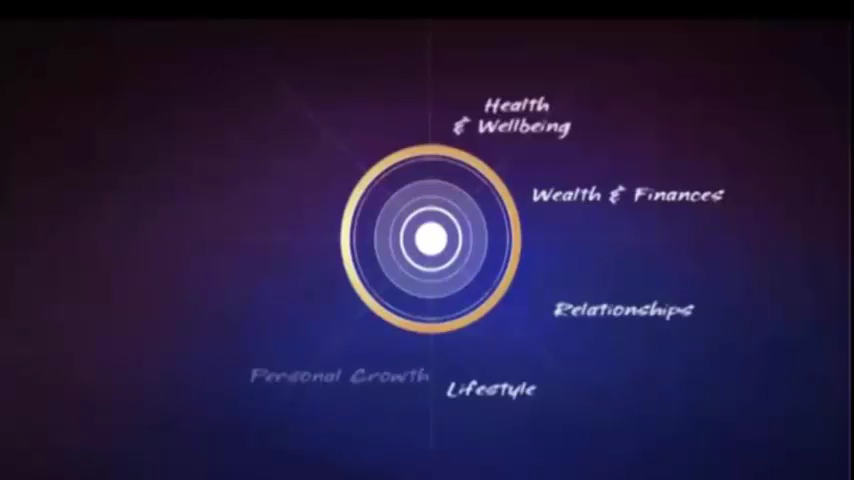 Health
& Wellbeing
Wealth & Finances
Relationships
Lifestyle
Personal Growth